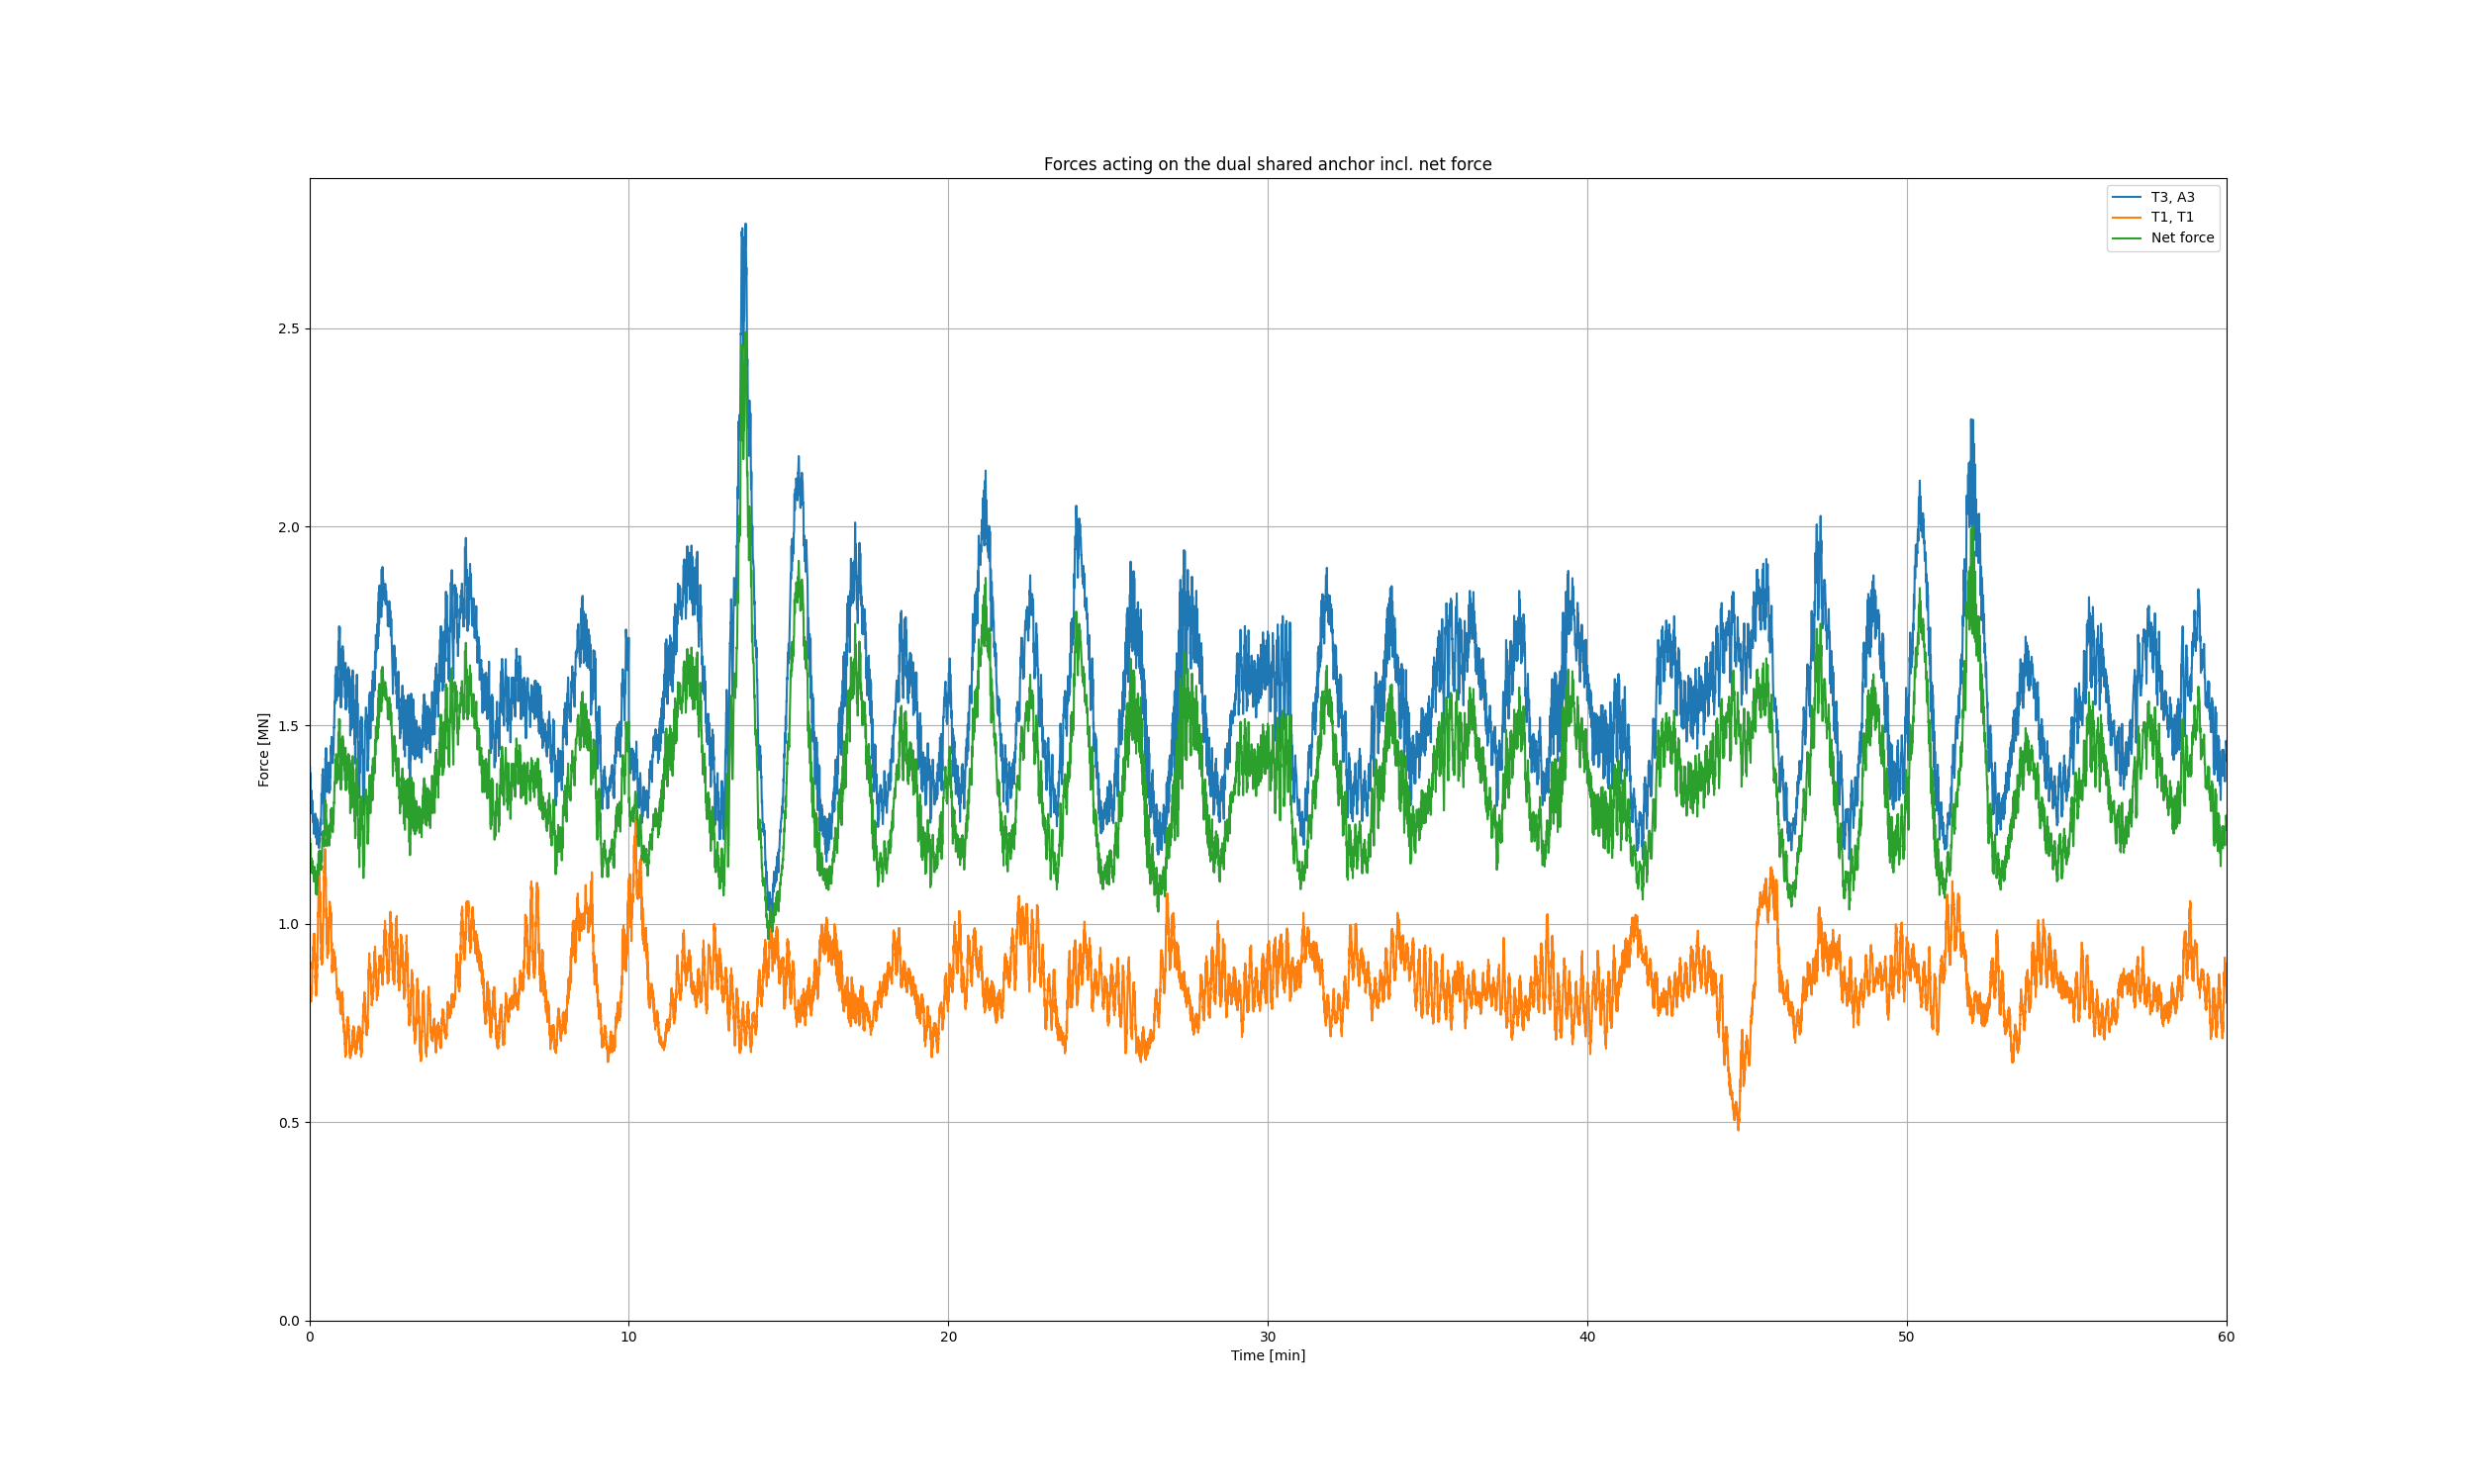 Forces acting on the dual shared anchor incl. net force
T3, A3
T1, T1
Net force
Force [MN]
2.5
2.0
1.5
1.0
0.5
0.0
0
10
20
30
40
50
60
Time [min]